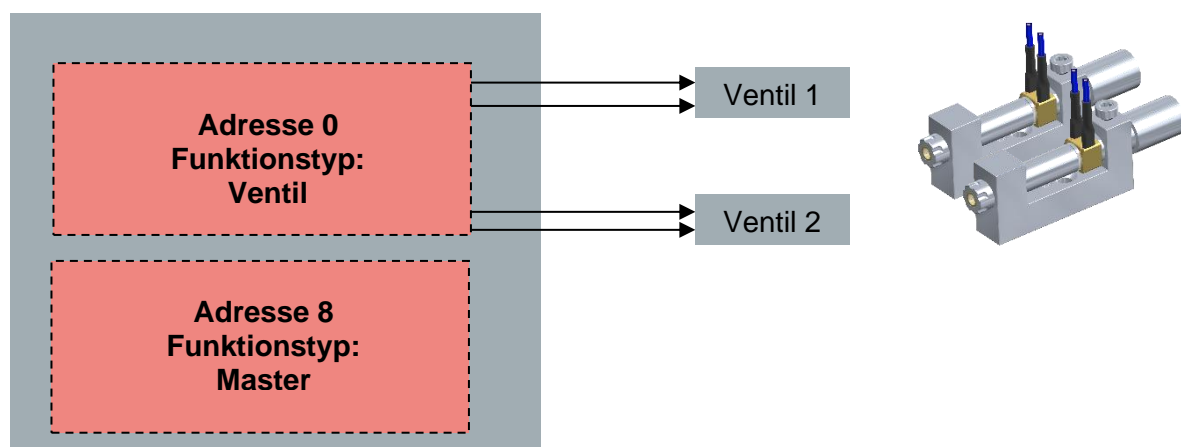 Adresse 0
Funktionstyp:
Ventil
Ventil 1
Ventil 2
Adresse 8
Funktionstyp:
Master